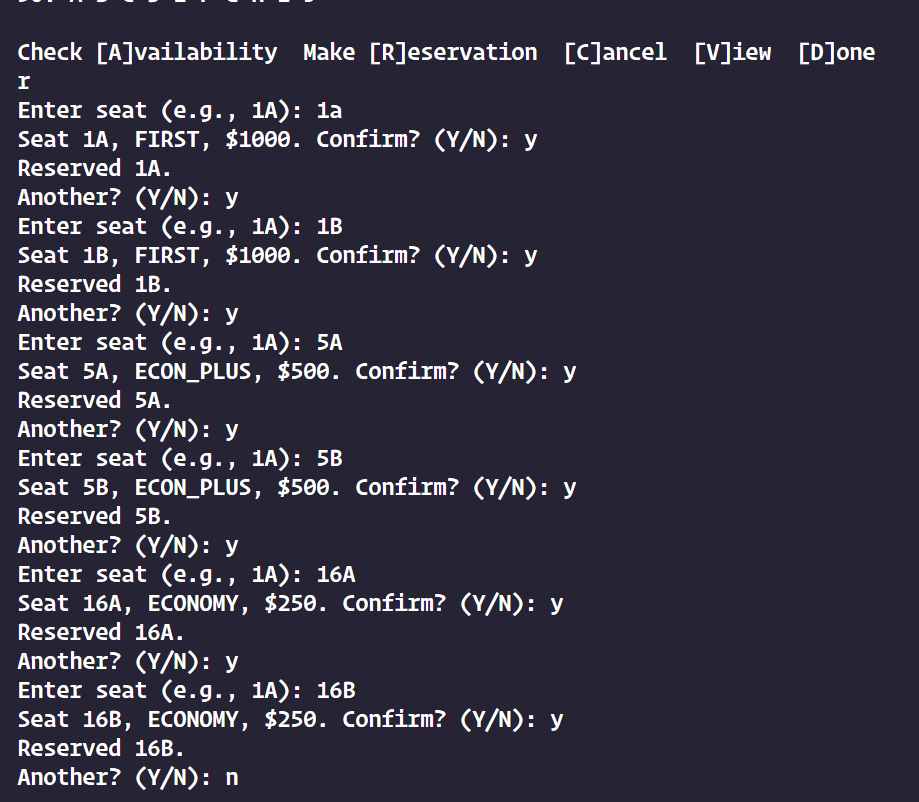 Check [A]vailability  Make [R]eservation  [C]ancel  [V]iew  [D]one
r
Enter seat (e.g., 1A): 1a
Seat 1A, FIRST, $1000. Confirm? (Y/N): y
Reserved 1A.
Another? (Y/N): y
Enter seat (e.g., 1A): 1B
Seat 1B, FIRST, $1000. Confirm? (Y/N): y
Reserved 1B.
Another? (Y/N): y
Enter seat (e.g., 1A): 5A
Seat 5A, ECON_PLUS, $500. Confirm? (Y/N): y
Reserved 5A.
Another? (Y/N): y
Enter seat (e.g., 1A): 5B
Seat 5B, ECON_PLUS, $500. Confirm? (Y/N): y
Reserved 5B.
Another? (Y/N): y
Enter seat (e.g., 1A): 16A
Seat 16A, ECONOMY, $250. Confirm? (Y/N): y
Reserved 16A.
Another? (Y/N): y
Enter seat (e.g., 1A): 16B
Seat 16B, ECONOMY, $250. Confirm? (Y/N): y
Reserved 16B.
Another? (Y/N): n